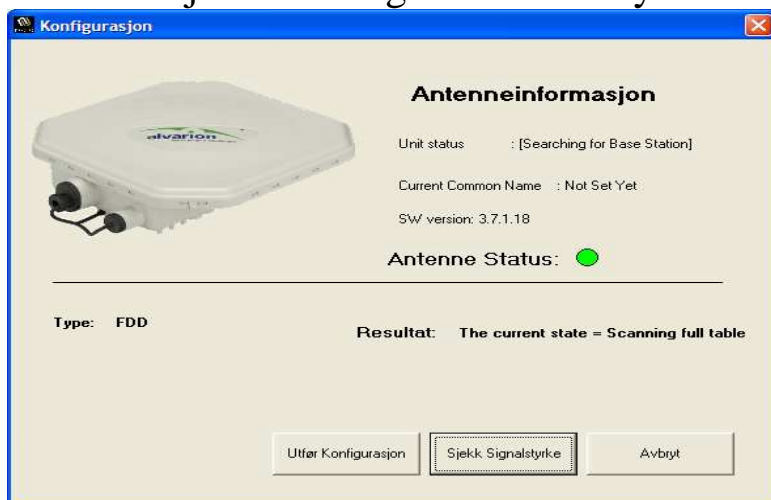 Konfigurasjon
alvarion
Antenneinformasjon
Unit status : [Searching for Base Station]
Current Common Name : Not Set Yet
SW version: 3.7.1.18
Antenne Status:
Type: FDD
Resultat: The current state = Scanning full table
Utfør Konfigurasjon
Sjekk Signalstyrke
Avbryt